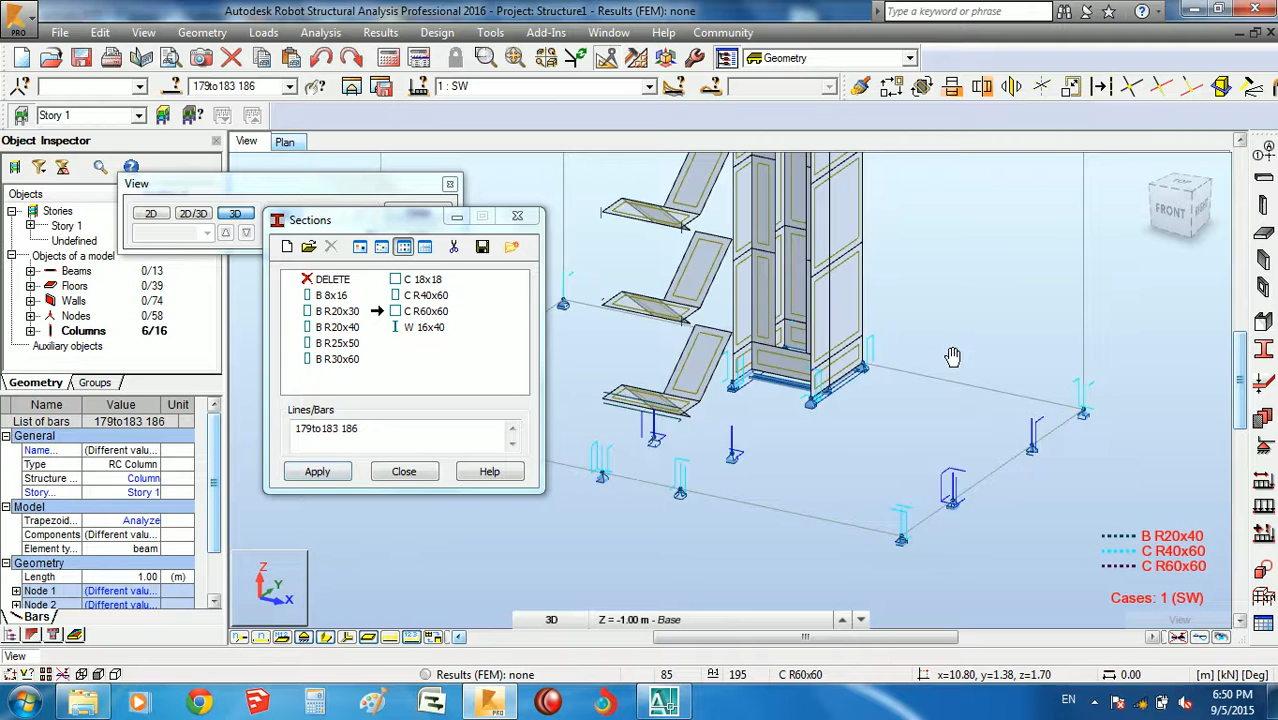 PRO
Autodesk Robot Structural Analysis Professional 2016 - Project: Structure1 - Results (FEM): none
Type a keyword or phrase
File Edit View Geometry Loads Analysis Results Design Tools Add-Ins Window Help Community
Geometry
179to183 186
1 : SW
Story 1
Object Inspector
View
Plan
Objects
Stories
Story 1
Undefined
Objects of a model
Beams 0/13
Floors 0/39
Walls 0/74
Nodes 0/58
Columns 6/16
Auxiliary objects
Geometry
Groups
Name Value Unit
List of bars 179to183 186
General
Name... (Different valu...
Type RC Column
Structure ... Column
Story... Story 1
Model
Trapezoid... Analyze
Components (Different valu...
Element ty... beam
Geometry
Length 1.00 (m)
Node 1 (Different valu...
Node 2 (Different valu...
Bars
View
View
2D
2D/3D
3D
Sections
DELETE
B 8x16
B R20x30
B R20x40
B R25x50
B R30x60
C 18x18
C R40x60
C R60x60
W 16x40
Lines/Bars
179to183 186
Apply
Close
Help
FRONT
Z
Y
X
B R20x40
C R40x60
C R60x60
Cases: 1 (SW)
View
3D
Z = -1.00 m - Base
Results (FEM): none
85
195
C R60x60
x=10.80, y=1.38, z=1.70
0.00
[m] [kN] [Deg]
PRO
EN
6:50 PM
9/5/2015